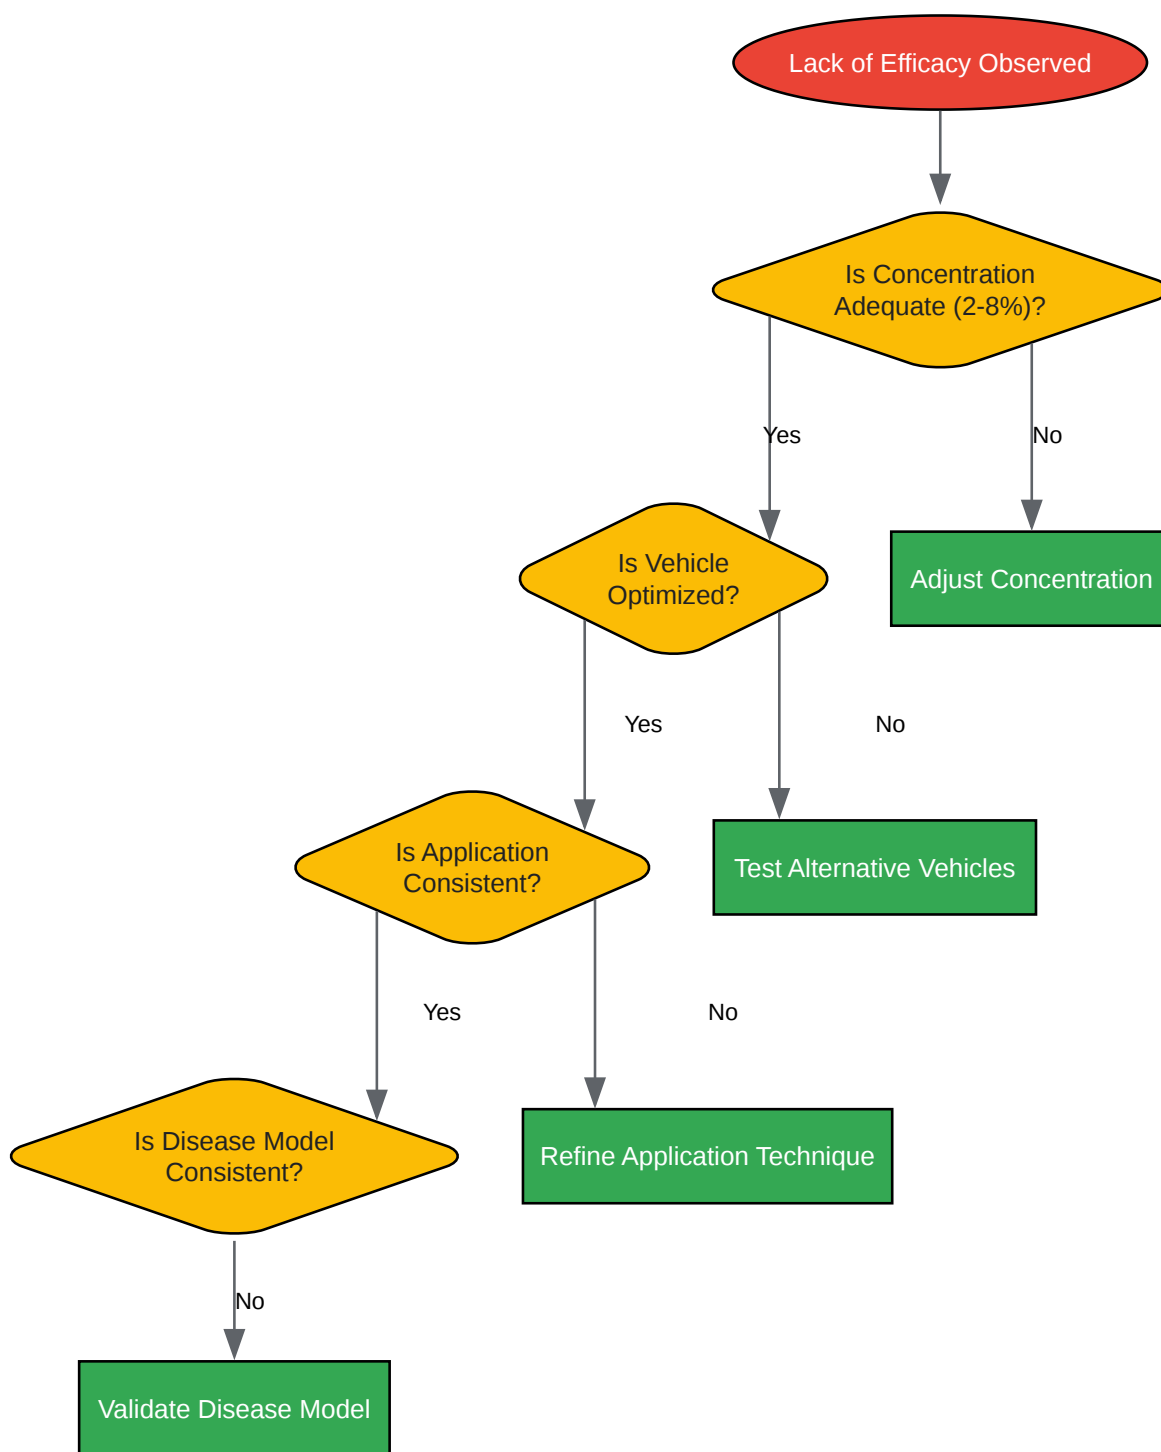 Lack of Efficacy Observed
Is Concentration
Adequate (2-8%)?
Yes
No
Is Vehicle
Optimized?
Adjust Concentration
Yes
No
Is Application
Consistent?
Test Alternative Vehicles
Yes
No
Is Disease Model
Consistent?
Refine Application Technique
No
Validate Disease Model